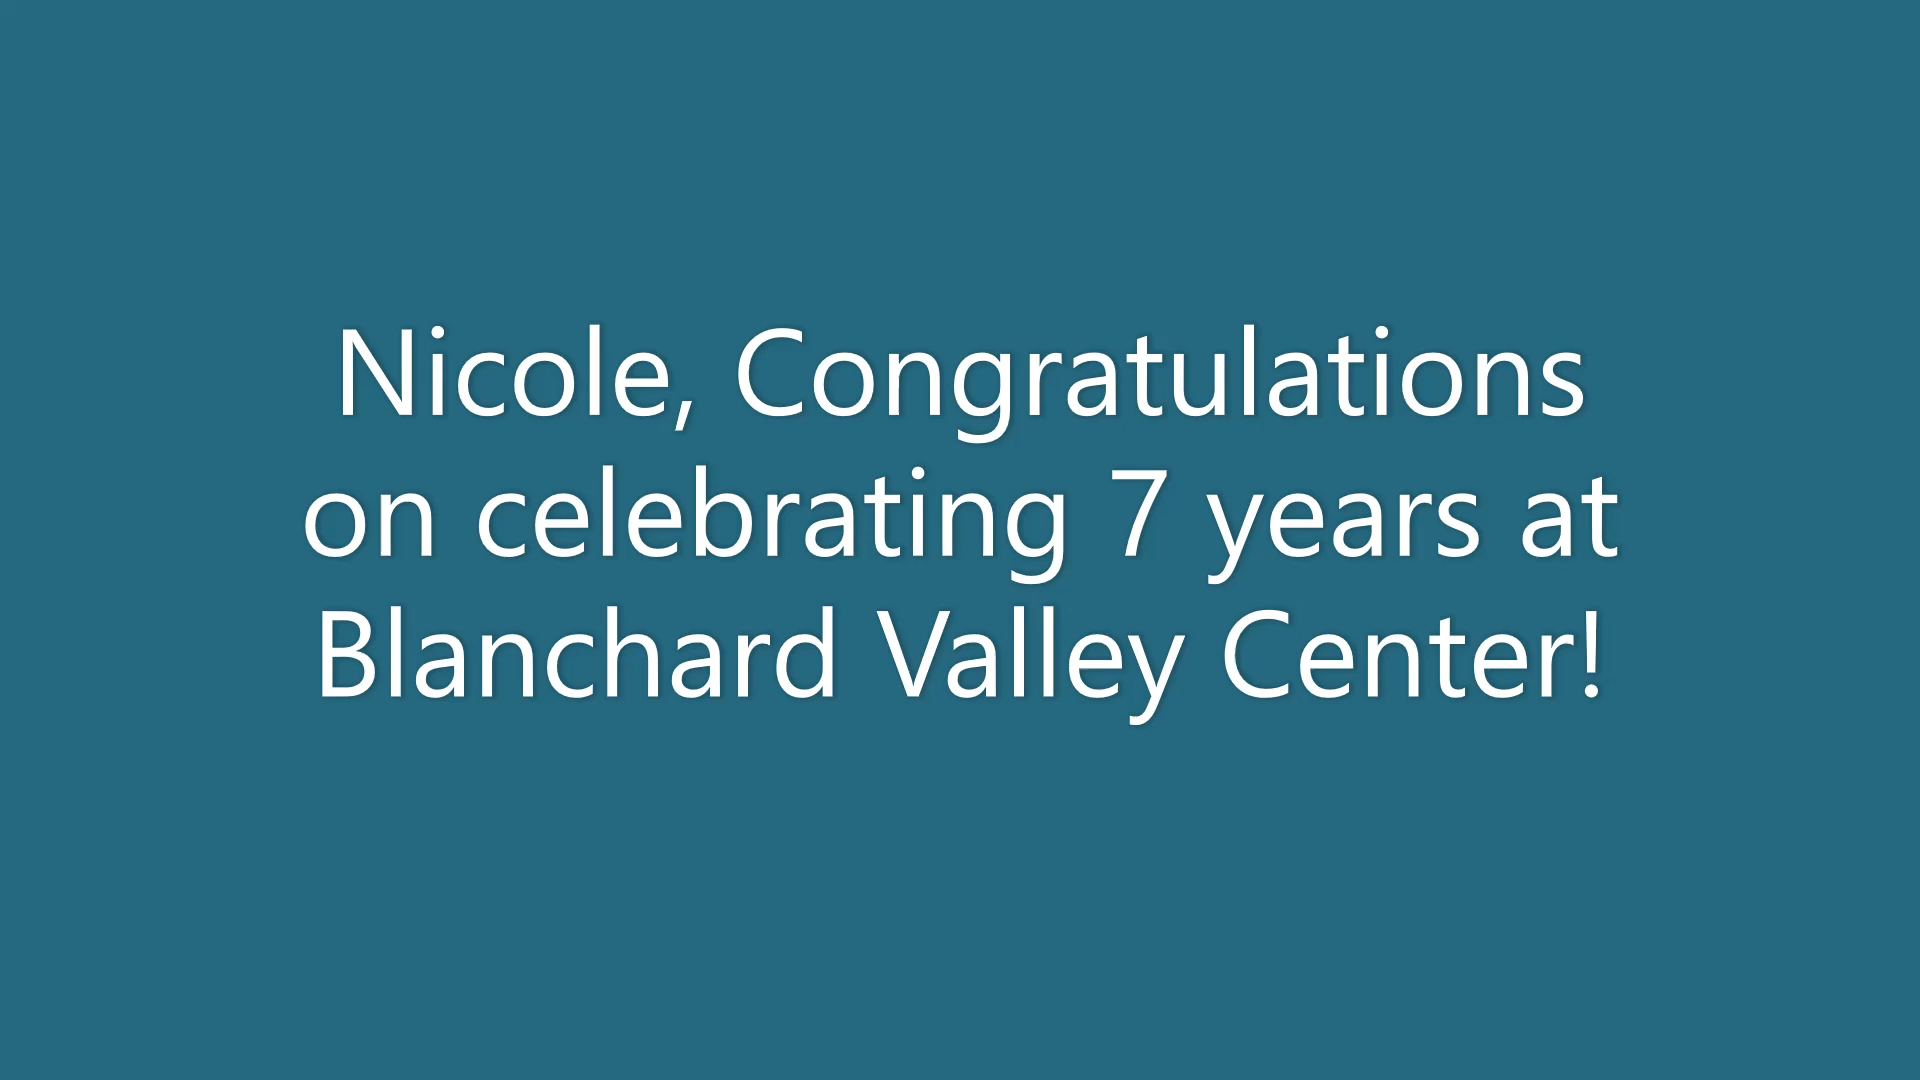 Nicole, Congratulations
on celebrating 7 years at
Blanchard Valley Center!